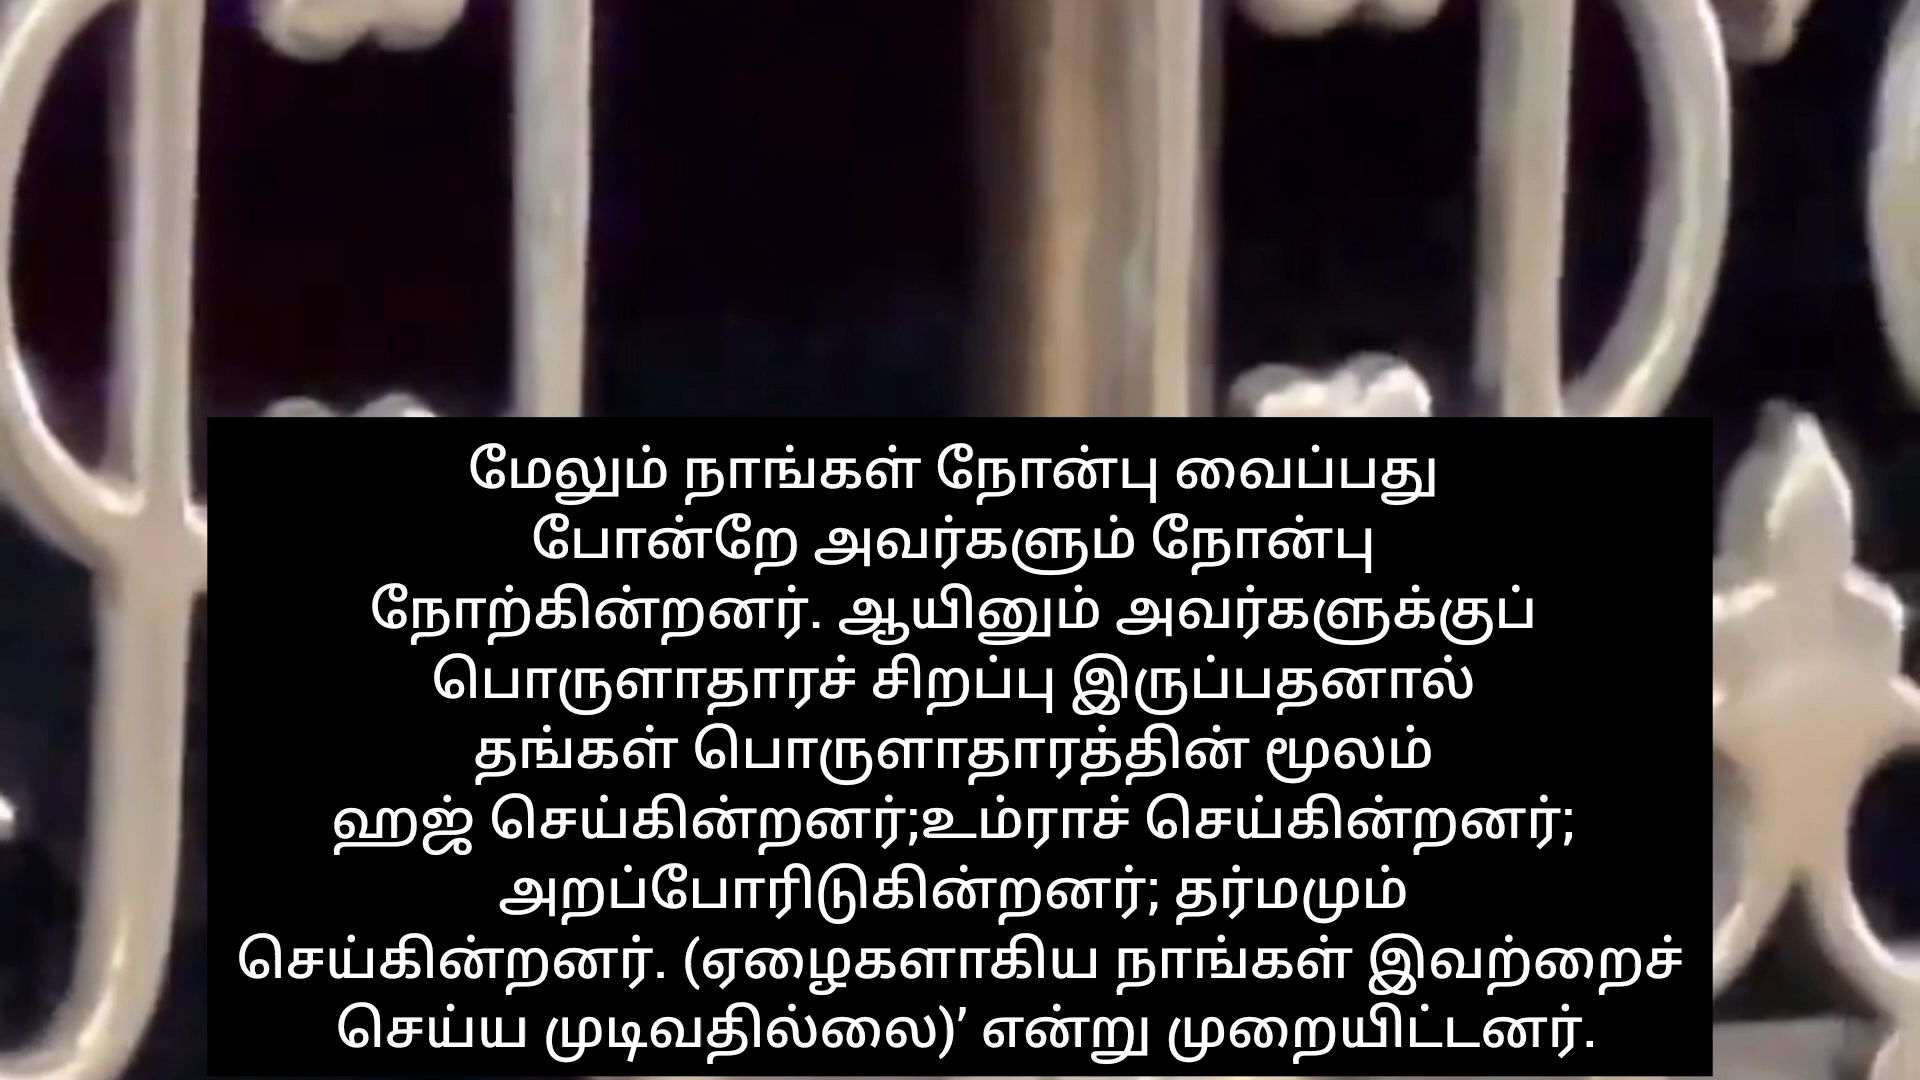 மேலும் நாங்கள் நோன்பு வைப்பது
போன்றே அவர்களும் நோன்பு
நோற்கின்றனர். ஆயினும் அவர்களுக்குப்
பொருளாதாரச் சிறப்பு இருப்பதனால்
தங்கள் பொருளாதாரத்தின் மூலம்
ஹஜ் செய்கின்றனர்;உம்ராச் செய்கின்றனர்;
அறப்போரிடுகின்றனர்; தர்மமும்
செய்கின்றனர். (ஏழைகளாகிய நாங்கள் இவற்றைச்
செய்ய முடிவதில்லை)’ என்று முறையிட்டனர்.